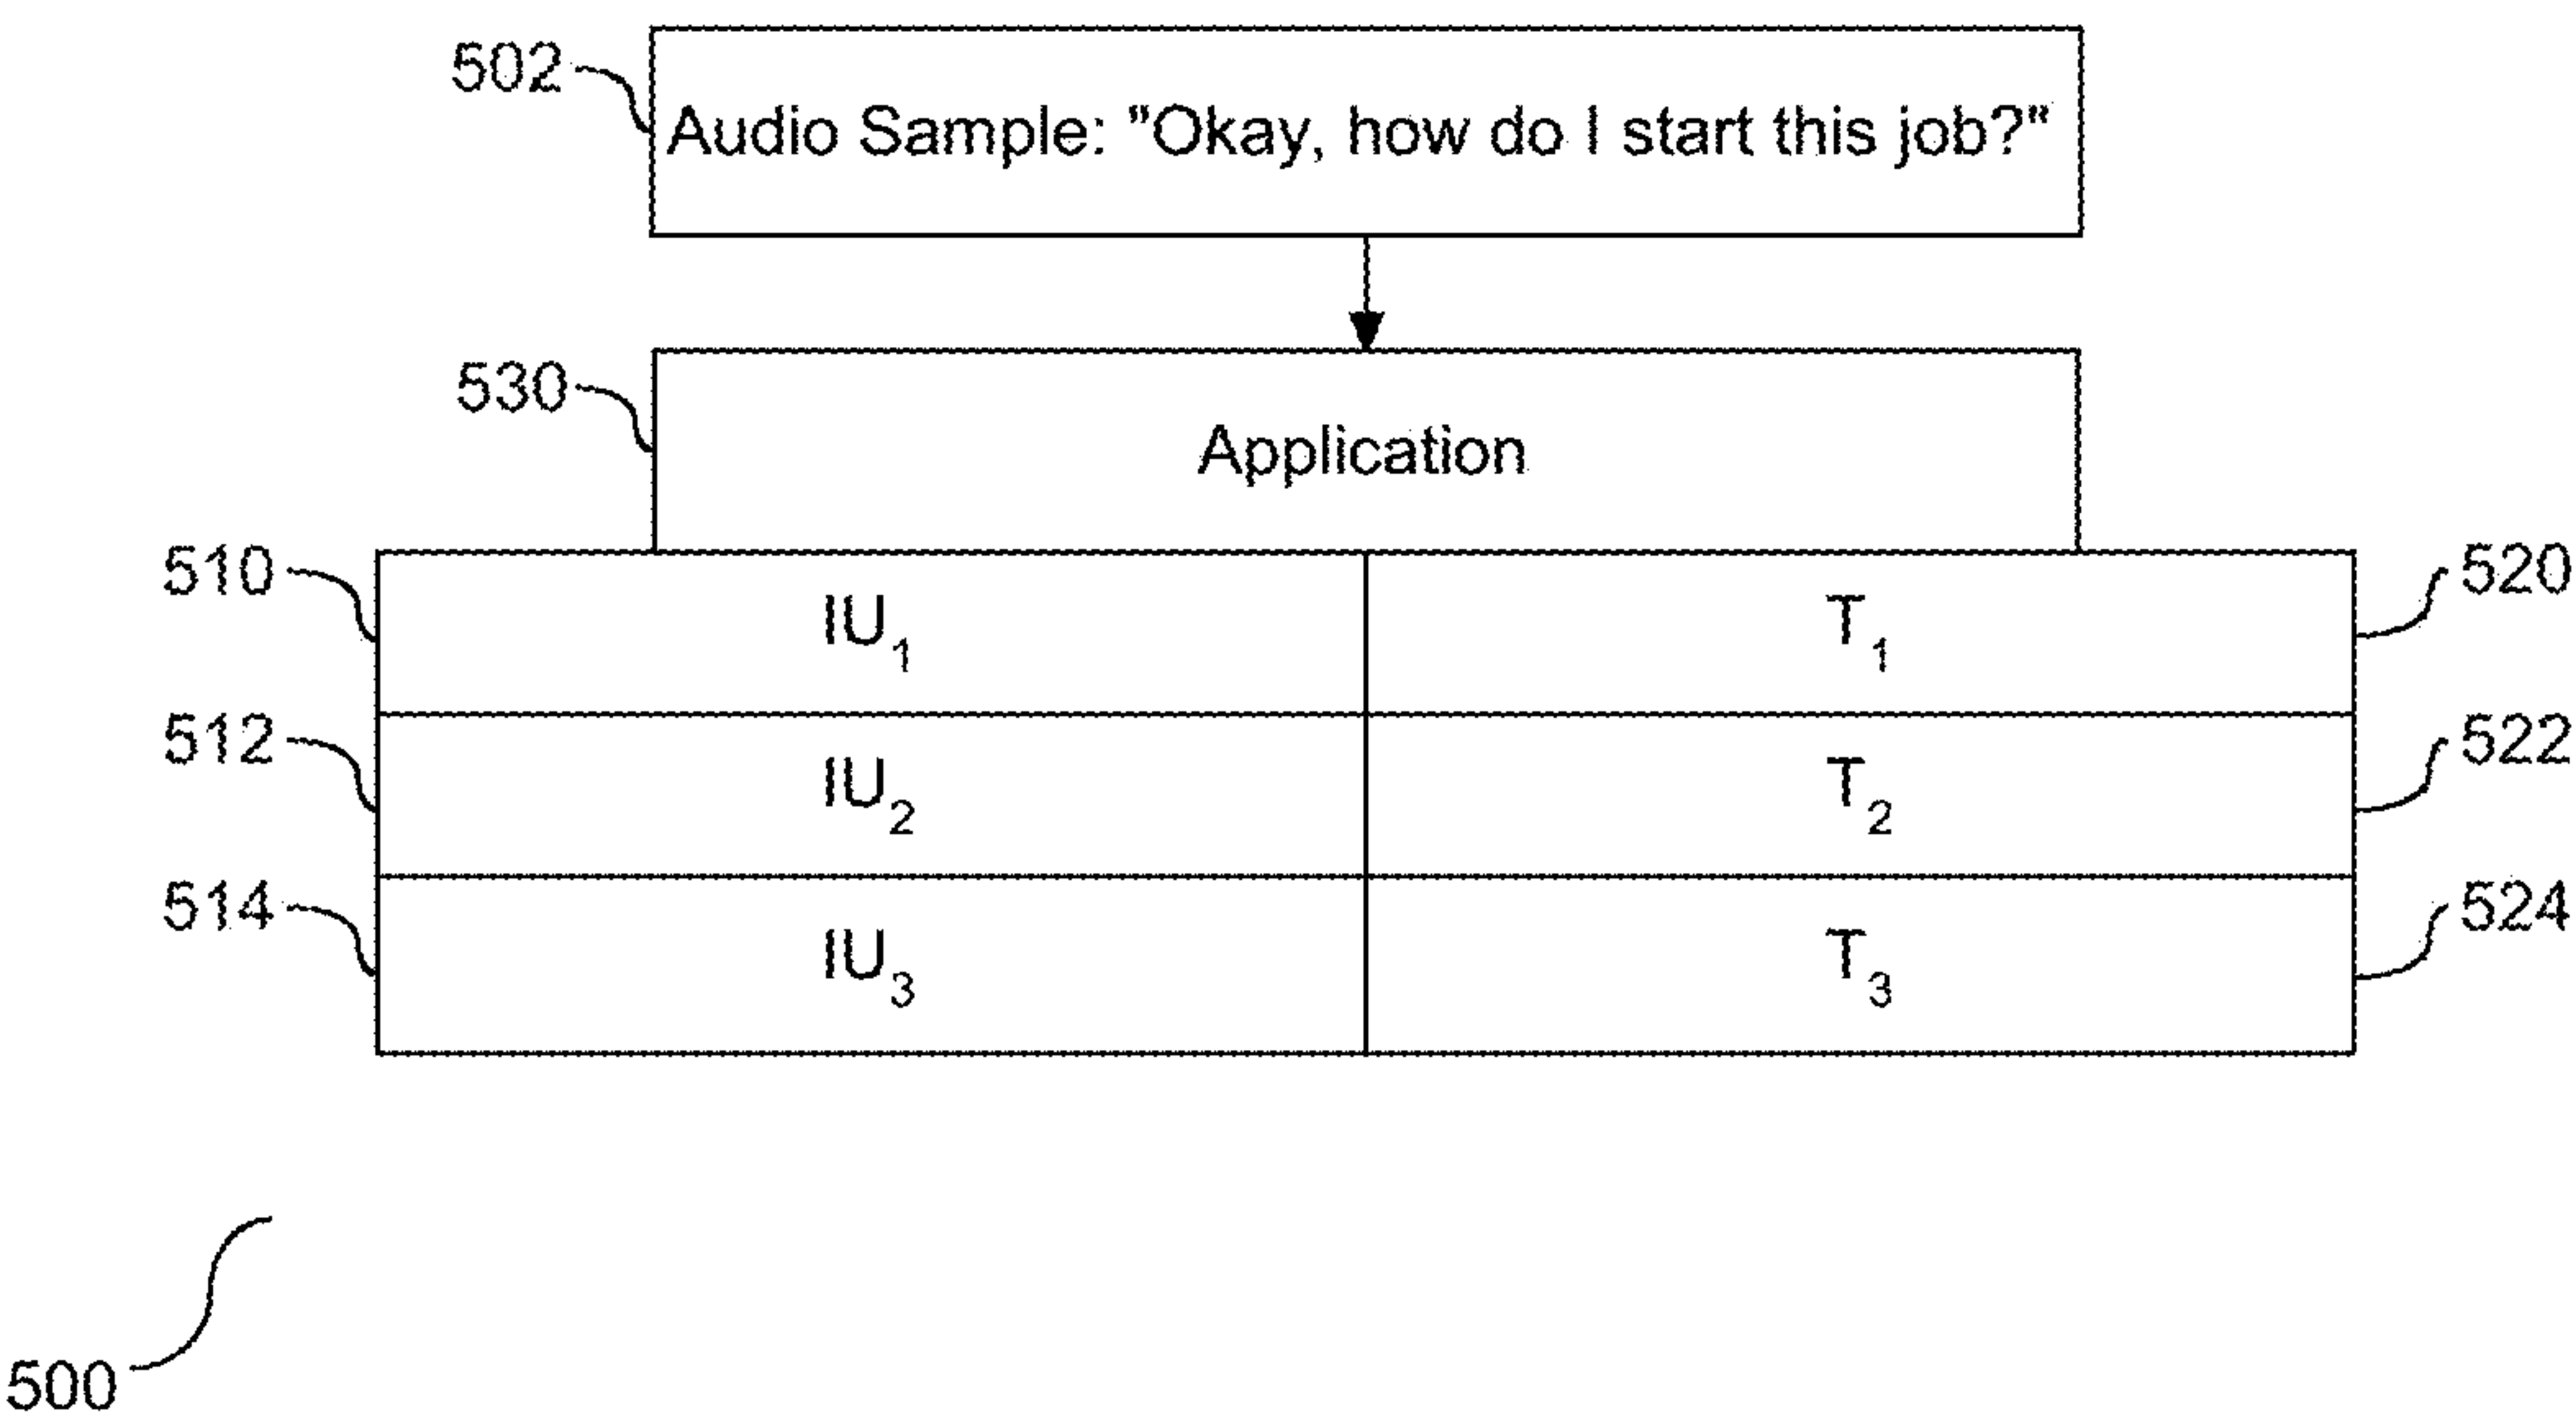 502 Audio Sample: "Okay, how do I start this job?"
530 Application
510 IU₁ T₁ 520
512 IU₂ T₂ 522
514 IU₃ T₃ 524
500